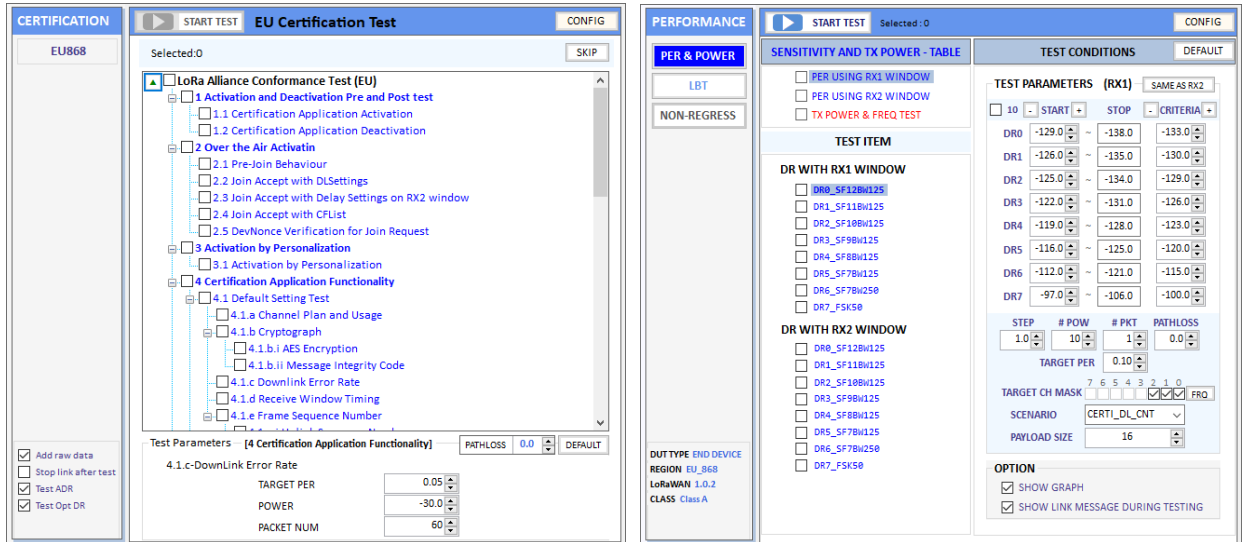 CERTIFICATION
EU868
Add raw data
Stop link after test
Test ADR
Test Opt DR
START TEST
EU Certification Test
CONFIG
Selected:0
SKIP
LoRa Alliance Conformance Test (EU)
1 Activation and Deactivation Pre and Post test
1.1 Certification Application Activation
1.2 Certification Application Deactivation
2 Over the Air Activatin
2.1 Pre-Join Behaviour
2.2 Join Accept with DLSettings
2.3 Join Accept with Delay Settings on RX2 window
2.4 Join Accept with CFList
2.5 DevNonce Verification for Join Request
3 Activation by Personalization
3.1 Activation by Personalization
4 Certification Application Functionality
4.1 Default Setting Test
4.1.a Channel Plan and Usage
4.1.b Cryptograph
4.1.b.i AES Encryption
4.1.b.ii Message Integrity Code
4.1.c Downlink Error Rate
4.1.d Receive Window Timing
4.1.e Frame Sequence Number
Test Parameters [4 Certification Application Functionality] PATHLOSS 0.0 DEFAULT
4.1.c-DownLink Error Rate
TARGET PER 0.05
POWER -30.0
PACKET NUM 60
PERFORMANCE
PER & POWER
LBT
NON-REGRESS
DUT TYPE END DEVICE
REGION EU_868
LoRaWAN 1.0.2
CLASS Class A
START TEST
Selected : 0
CONFIG
SENSITIVITY AND TX POWER - TABLE
PER USING RX1 WINDOW
PER USING RX2 WINDOW
TX POWER & FREQ TEST
TEST ITEM
DR WITH RX1 WINDOW
DR0_SF12BW125
DR1_SF11BW125
DR2_SF10BW125
DR3_SF9BW125
DR4_SF8BW125
DR5_SF7BW125
DR6_SF7BW250
DR7_FSK50
DR WITH RX2 WINDOW
DR0_SF12BW125
DR1_SF11BW125
DR2_SF10BW125
DR3_SF9BW125
DR4_SF8BW125
DR5_SF7BW125
DR6_SF7BW250
DR7_FSK50
TEST CONDITIONS
DEFAULT
TEST PARAMETERS (RX1) SAME AS RX2
10 - START + STOP - CRITERIA +
DR0 -129.0 ~ -138.0 -133.0
DR1 -126.0 ~ -135.0 -130.0
DR2 -125.0 ~ -134.0 -129.0
DR3 -122.0 ~ -131.0 -126.0
DR4 -119.0 ~ -128.0 -123.0
DR5 -116.0 ~ -125.0 -120.0
DR6 -112.0 ~ -121.0 -115.0
DR7 -97.0 ~ -106.0 -100.0
STEP # POW # PKT PATHLOSS
1.0 10 1 0.0
TARGET PER 0.10
7 6 5 4 3 2 1 0
TARGET CH MASK FRQ
SCENARIO CERTI_DL_CNT
PAYLOAD SIZE 16
OPTION
SHOW GRAPH
SHOW LINK MESSAGE DURING TESTING